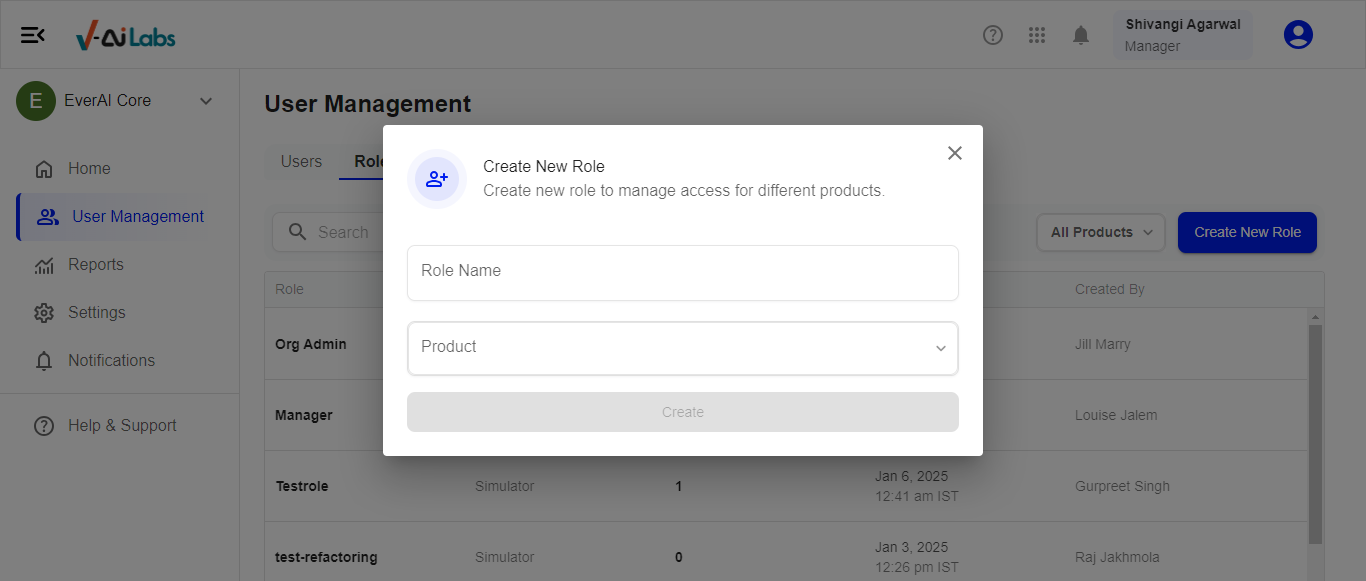 V-Ai Labs
Shivangi Agarwal
Manager
E
EverAI Core
User Management
Home
User Management
Reports
Settings
Notifications
Help & Support
Users
Create New Role
Create new role to manage access for different products.
Role Name
Product
Create
Search
All Products
Create New Role
Role
Created By
Org Admin
Jill Marry
Manager
Louise Jalem
Testrole
Simulator
1
Jan 6, 2025
12:41 am IST
Gurpreet Singh
test-refactoring
Simulator
0
Jan 3, 2025
12:26 pm IST
Raj Jakhmola